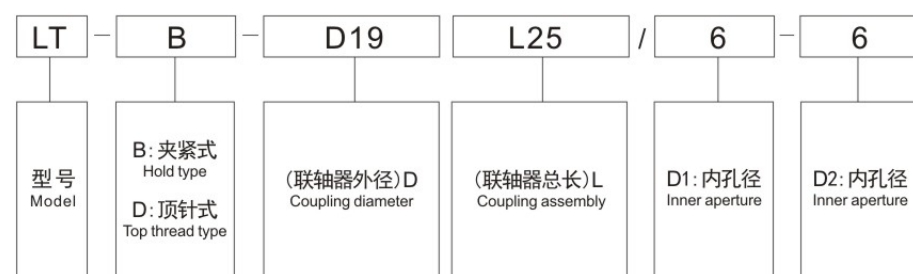 LT - B - D19 L25 / 6 - 6
型号
Model
B:夹紧式
Hold type
D:顶针式
Top thread type
(联轴器外径)D
Coupling diameter
(联轴器总长)L
Coupling assembly
D1:内孔径
Inner aperture
D2:内孔径
Inner aperture